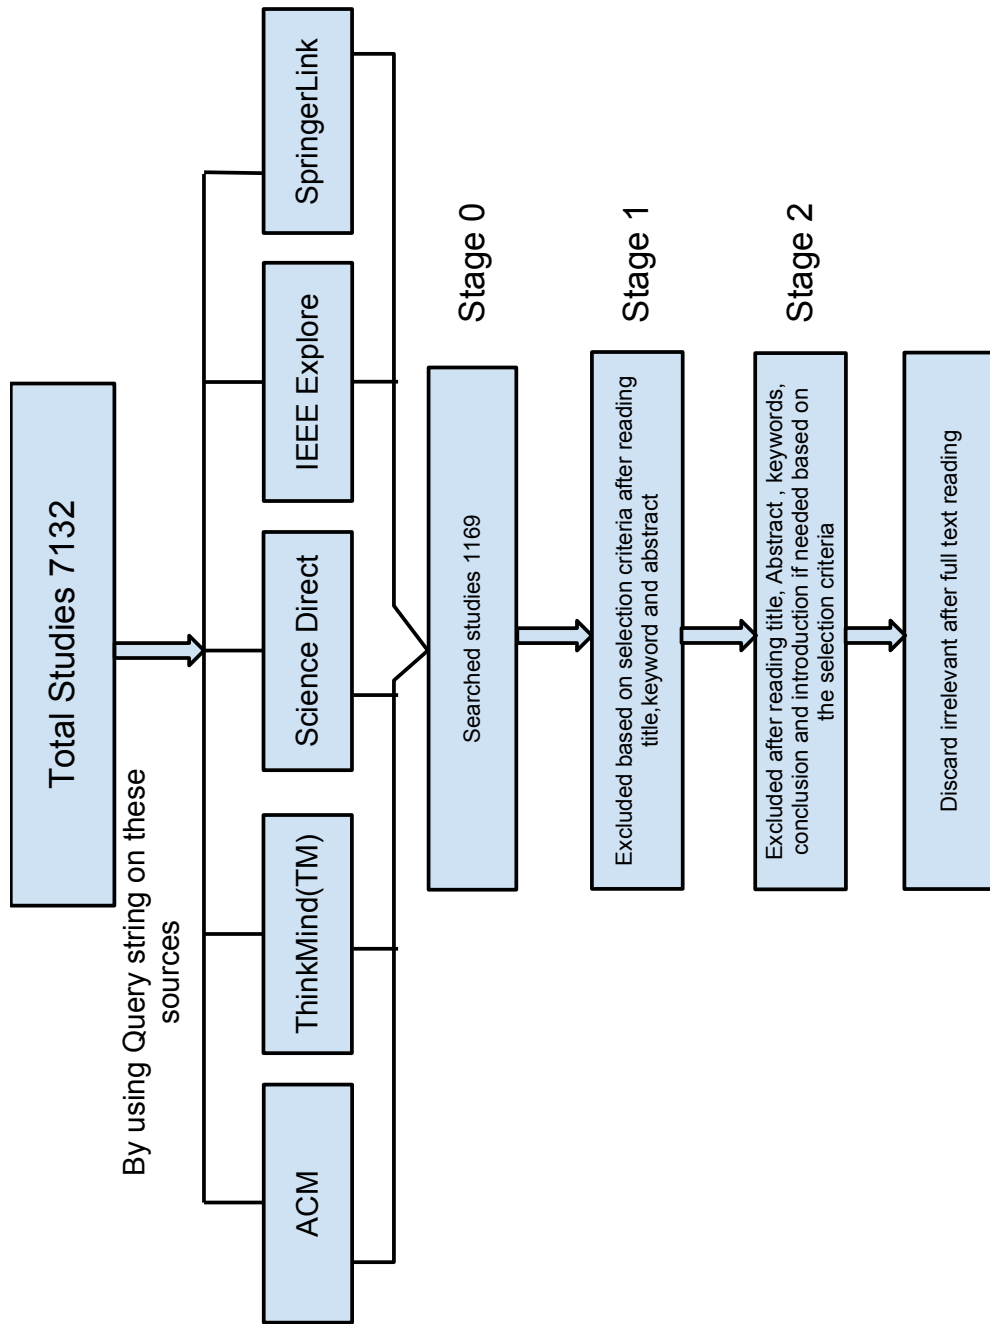 Total Studies 7132
By using Query string on these
sources
ACM
ThinkMind(TM)
Science Direct
IEEE Explore
SpringerLink
Searched studies 1169
Stage 0
Excluded based on selection criteria after reading
title,keyword and abstract
Stage 1
Excluded after reading title, Abstract , keywords,
conclusion and introduction if needed based on
the selection criteria
Stage 2
Discard irrelevant after full text reading